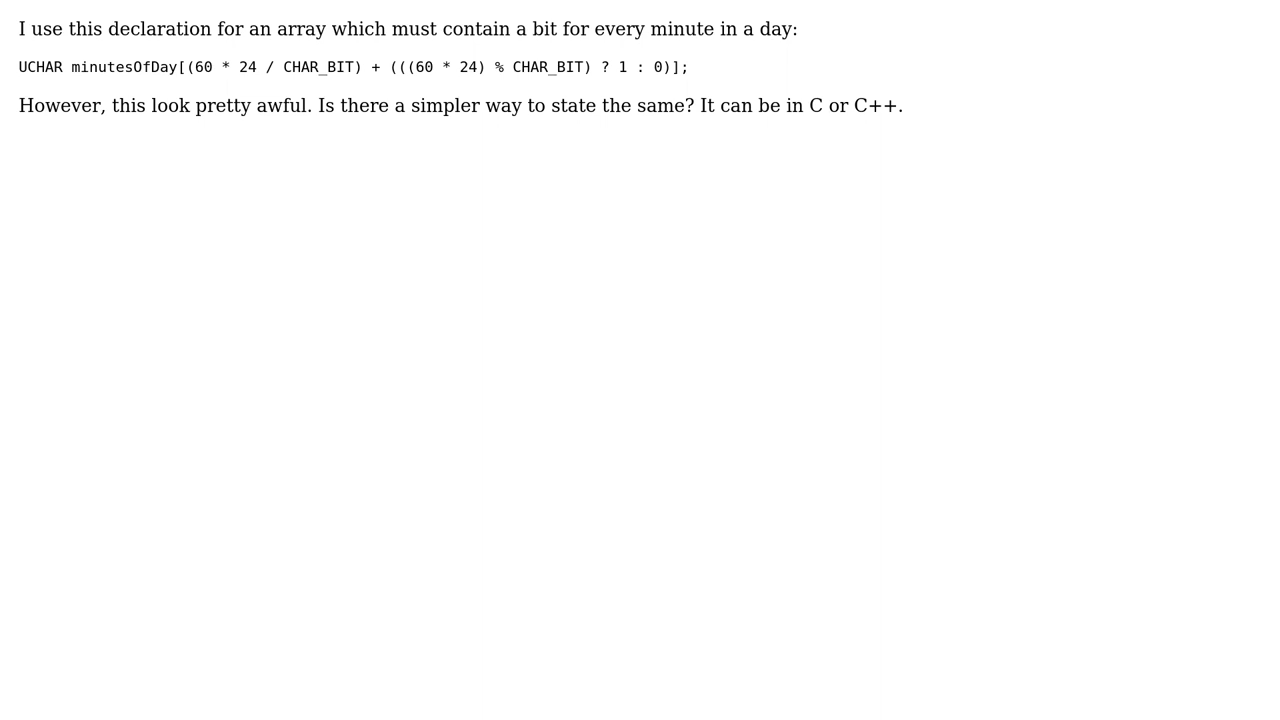 I use this declaration for an array which must contain a bit for every minute in a day:
UCHAR minutesOfDay[(60 * 24 / CHAR_BIT) + (((60 * 24) % CHAR_BIT) ? 1 : 0)];
However, this look pretty awful. Is there a simpler way to state the same? It can be in C or C++.